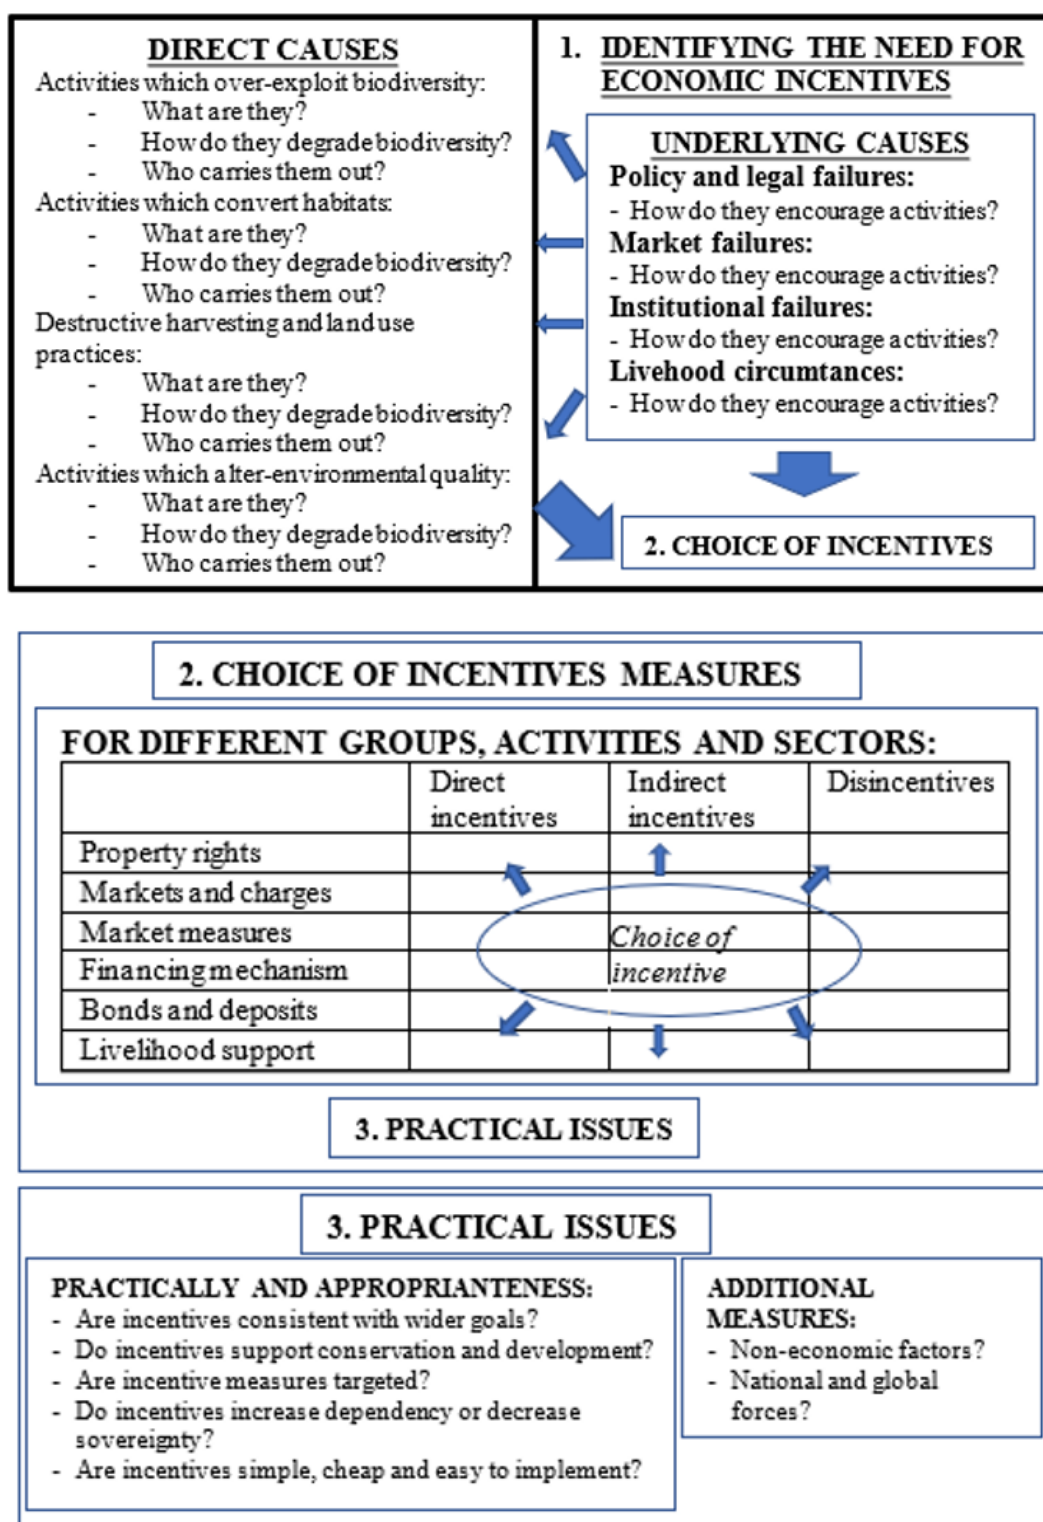 DIRECT CAUSES
Activities which over-exploit biodiversity:
- What are they?
- How do they degrade biodiversity?
- Who carries them out?
Activities which convert habitats:
- What are they?
- How do they degrade biodiversity?
- Who carries them out?
Destructive harvesting and land use
practices:
- What are they?
- How do they degrade biodiversity?
- Who carries them out?
Activities which alter-environmental quality:
- What are they?
- How do they degrade biodiversity?
- Who carries them out?
1. IDENTIFYING THE NEED FOR
ECONOMIC INCENTIVES
UNDERLYING CAUSES
Policy and legal failures:
- How do they encourage activities?
Market failures:
- How do they encourage activities?
Institutional failures:
- How do they encourage activities?
Livehood circumtances:
- How do they encourage activities?
2. CHOICE OF INCENTIVES
2. CHOICE OF INCENTIVES MEASURES
FOR DIFFERENT GROUPS, ACTIVITIES AND SECTORS:
Direct
incentives
Indirect
incentives
Disincentives
Property rights
Markets and charges
Market measures
Financing mechanism
Bonds and deposits
Livelihood support
Choice of
incentive
3. PRACTICAL ISSUES
3. PRACTICAL ISSUES
PRACTICALLY AND APPROPRIANTENESS:
- Are incentives consistent with wider goals?
- Do incentives support conservation and development?
- Are incentive measures targeted?
- Do incentives increase dependency or decrease
sovereignty?
- Are incentives simple, cheap and easy to implement?
ADDITIONAL
MEASURES:
- Non-economic factors?
- National and global
forces?